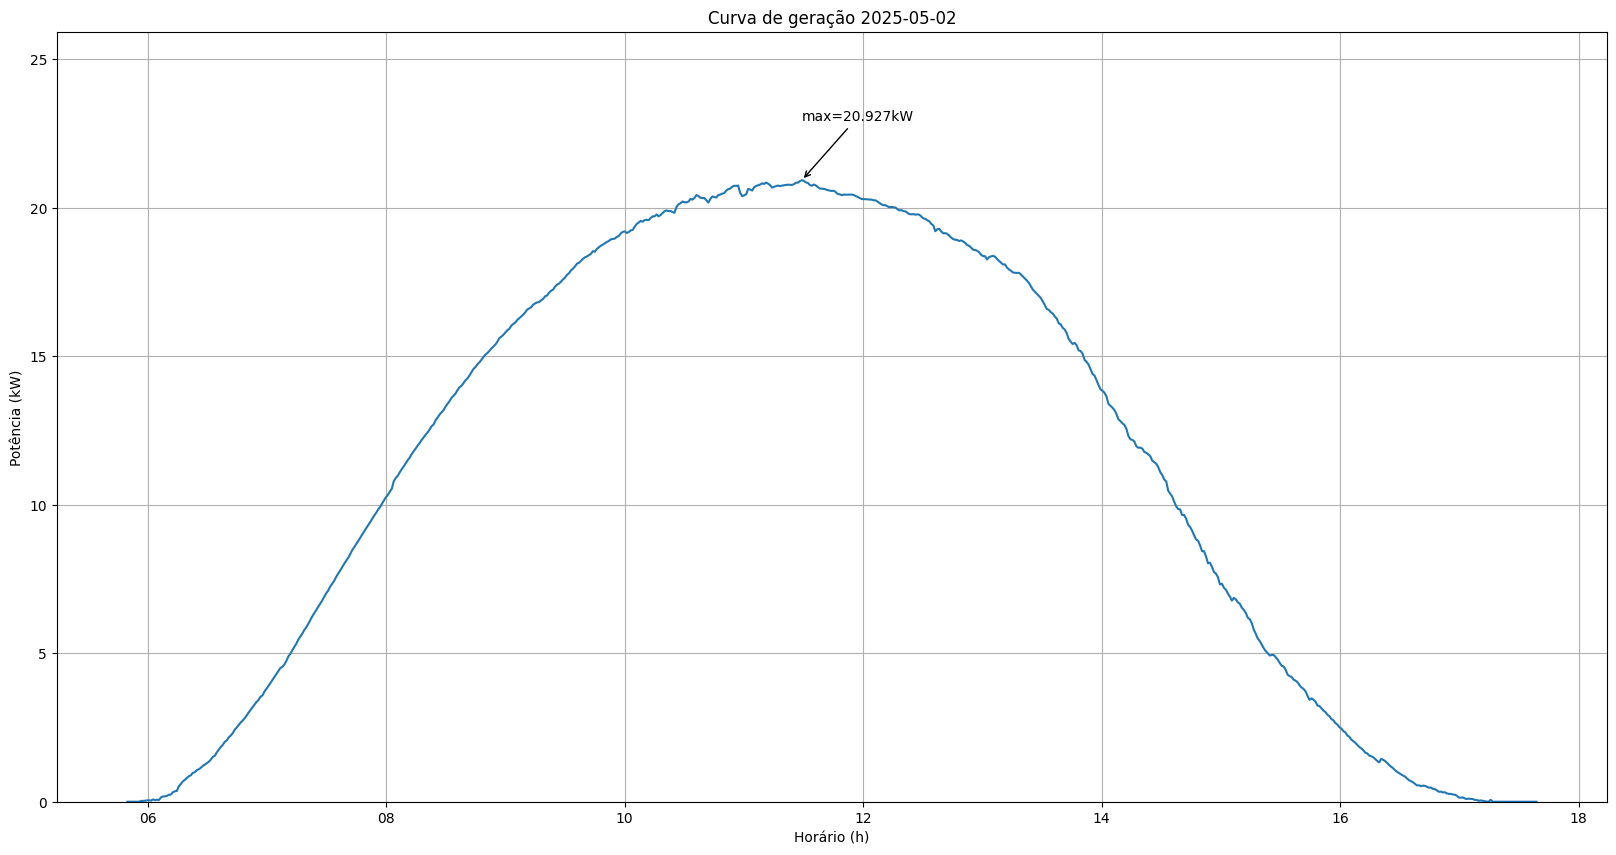 Curva de geração 2025-05-02
25
20
15
10
5
0
Potência (kW)
max=20.927kW
06 08 10 12 14 16 18
Horário (h)